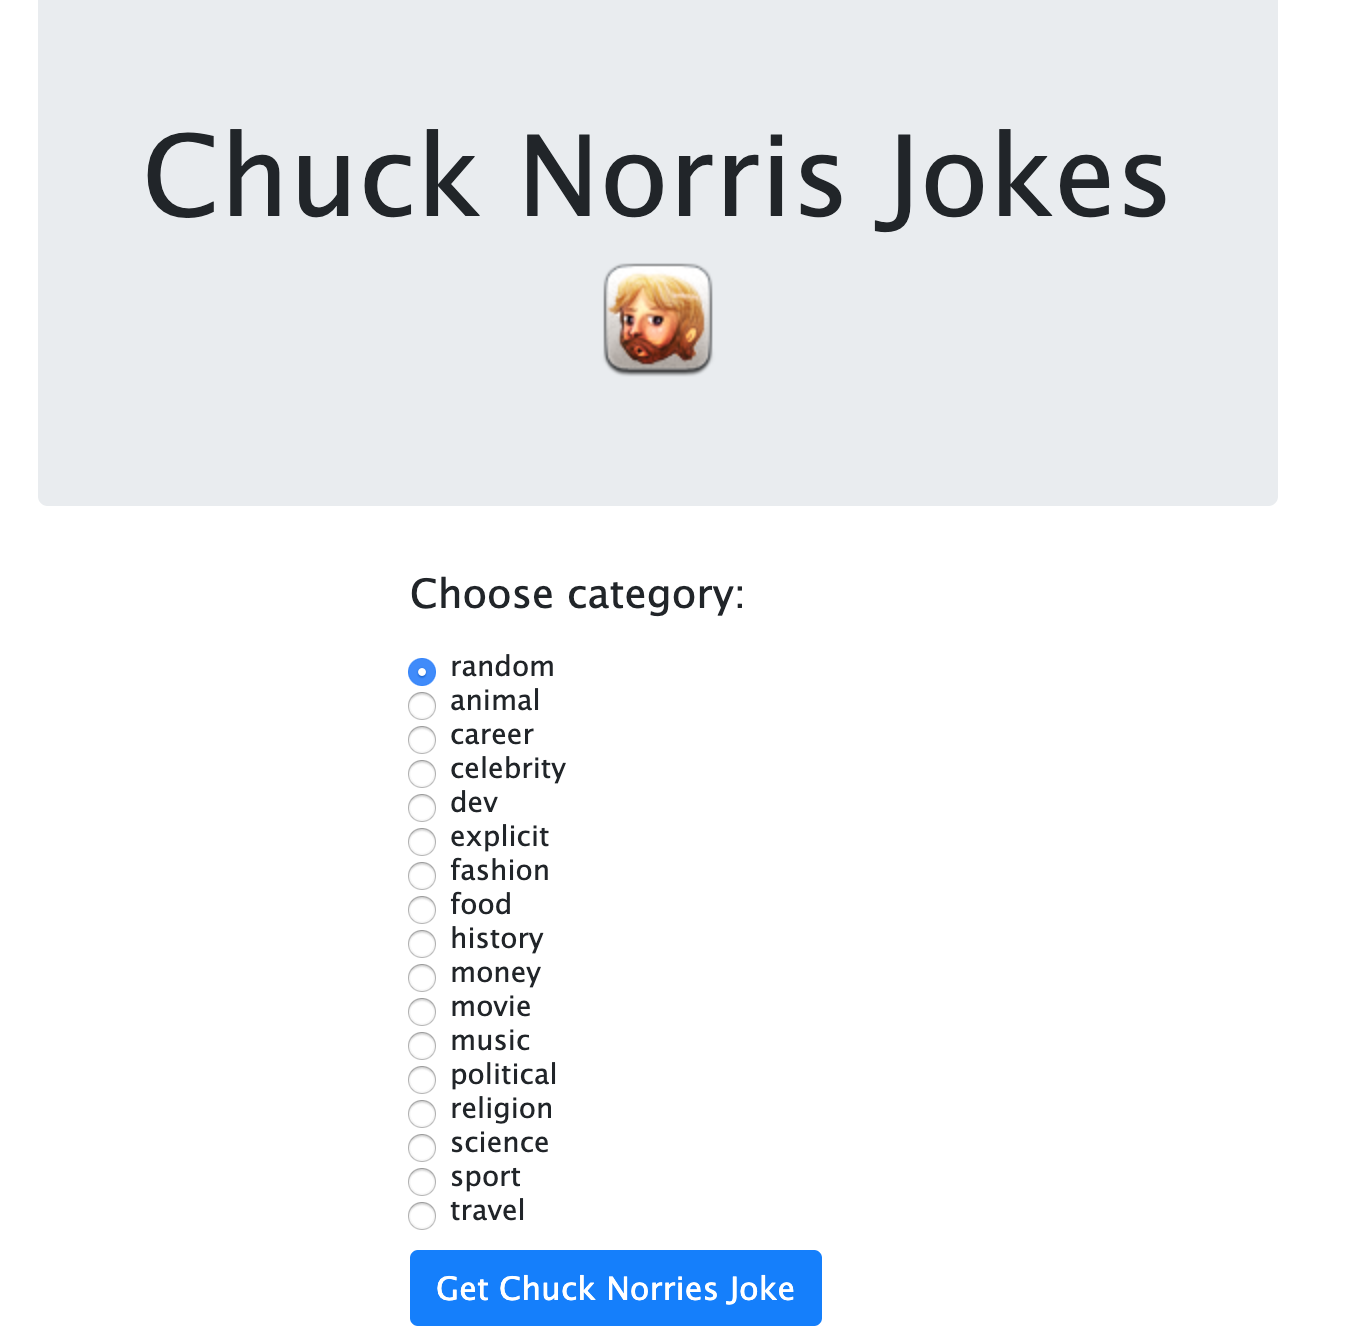 Chuck Norris Jokes
Choose category:
random
animal
career
celebrity
dev
explicit
fashion
food
history
money
movie
music
political
religion
science
sport
travel
Get Chuck Norries Joke